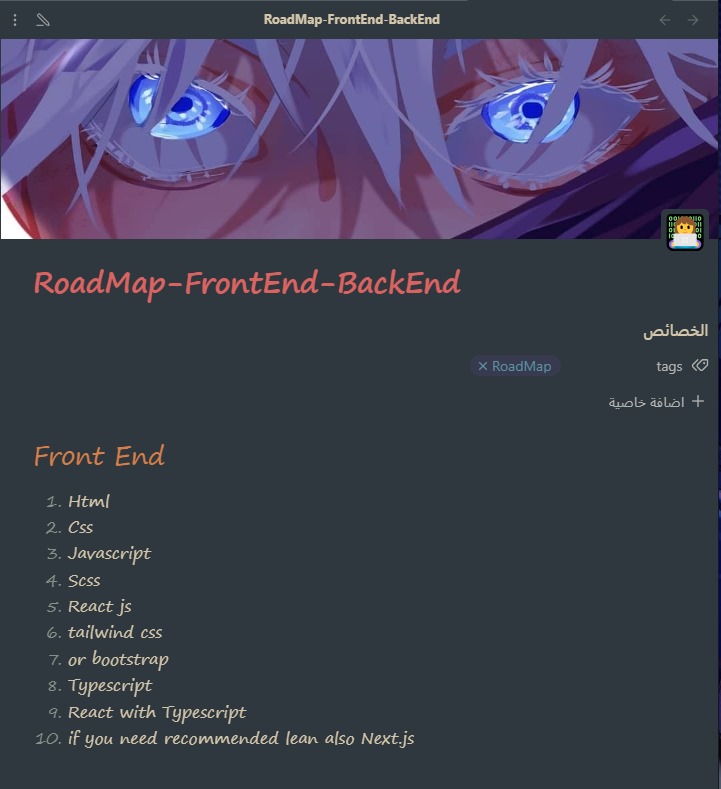 RoadMap-FrontEnd-BackEnd
RoadMap-FrontEnd-BackEnd
الخصائص
tags
RoadMap
اضافة خاصية
Front End
1. Html
2. Css
3. Javascript
4. Scss
5. React js
6. tailwind css
7. or bootstrap
8. Typescript
9. React with Typescript
10. if you need recommended lean also Next.js